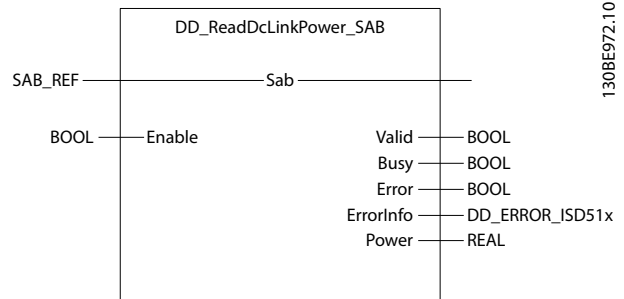 DD_ReadDcLinkPower_SAB
SAB_REF Sab
BOOL Enable Valid BOOL
Busy BOOL
Error BOOL
ErrorInfo DD_ERROR_ISD51x
Power REAL
130BE972.10